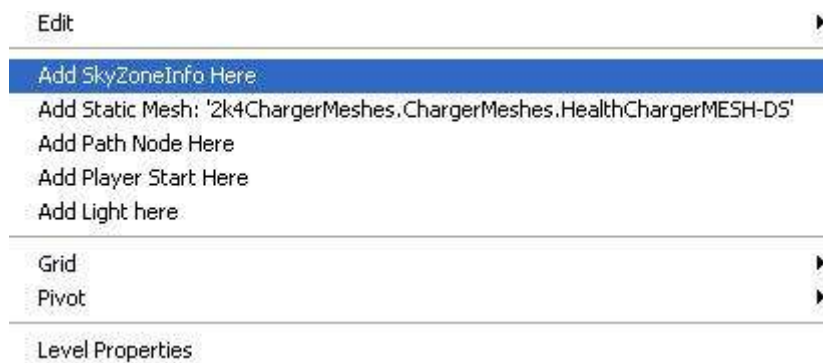 Edit
Add SkyZoneInfo Here
Add Static Mesh: '2k4ChargerMeshes.ChargerMeshes.HealthChargerMESH-DS'
Add Path Node Here
Add Player Start Here
Add Light here
Grid
Pivot
Level Properties